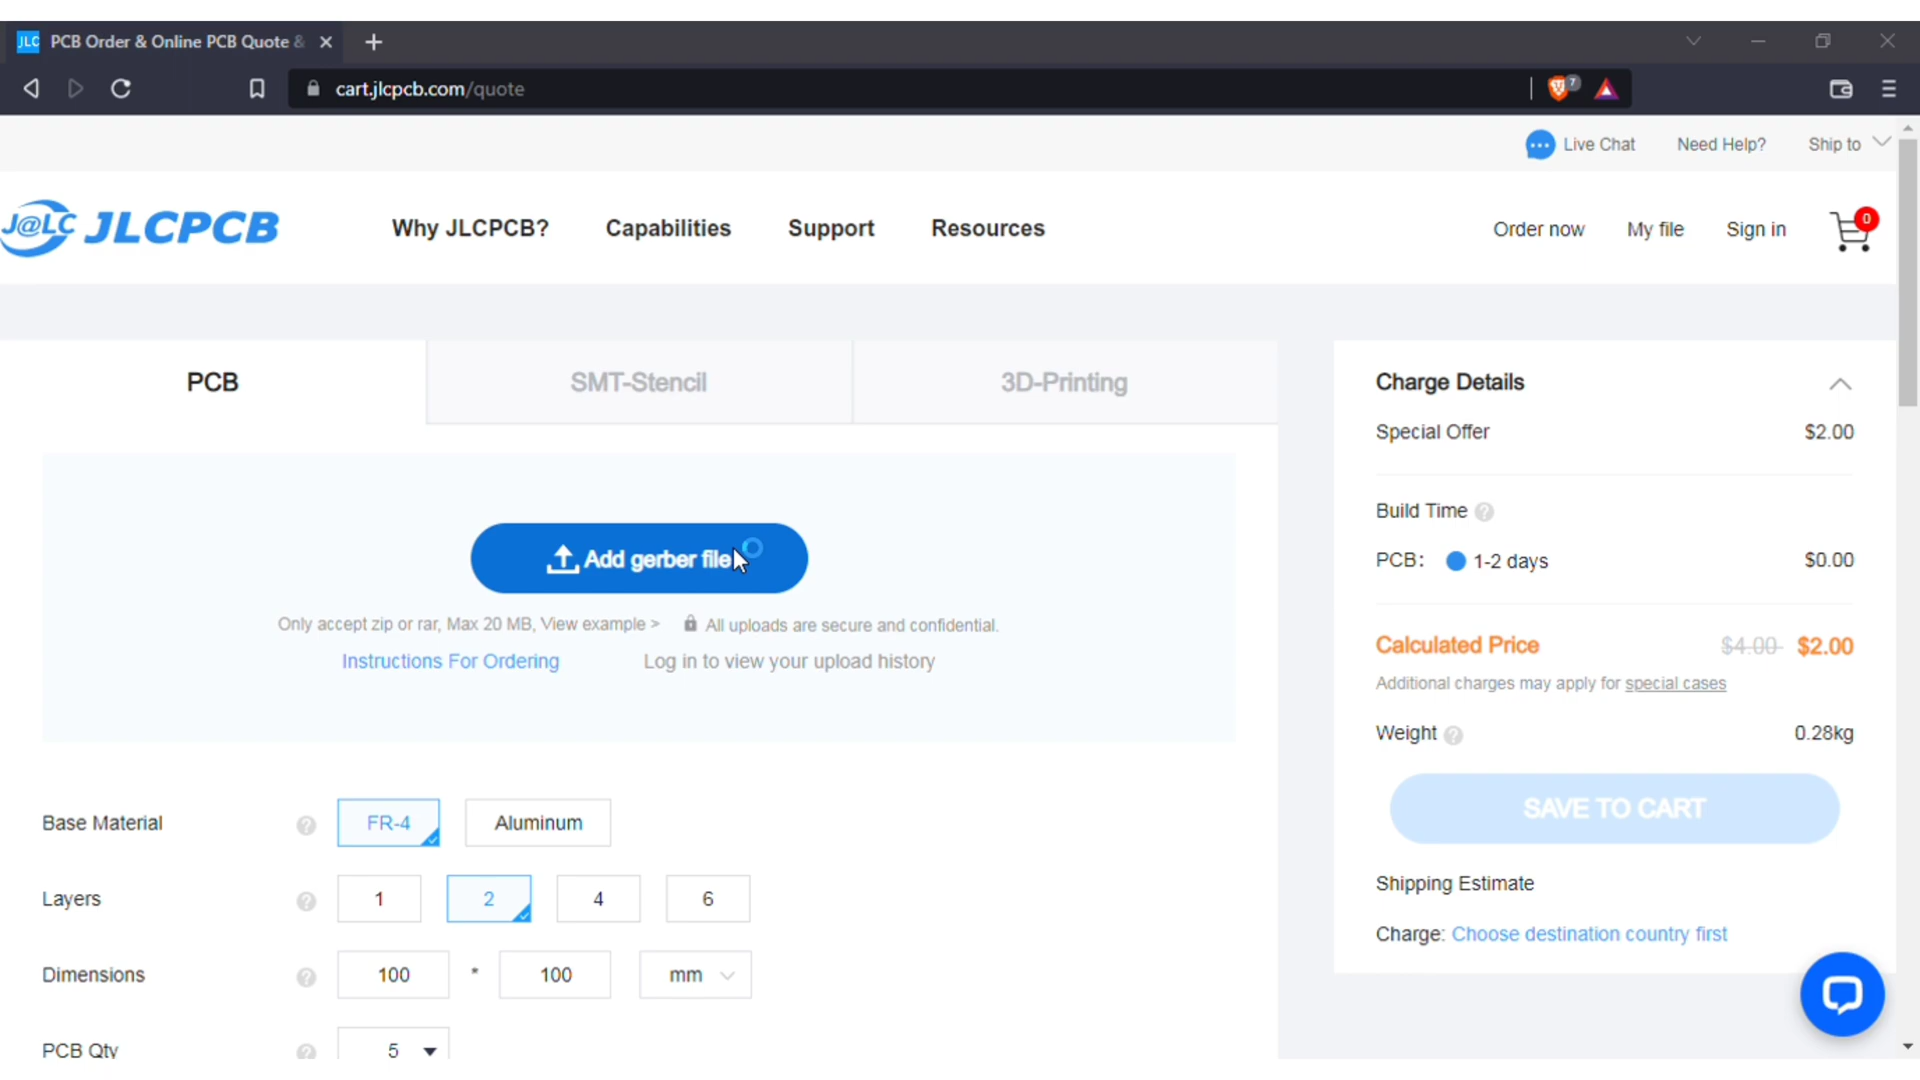 JLC PCB Order & Online PCB Quote &
cart.jlcpcb.com/quote
7
Live Chat Need Help? Ship to
J@LC JLCPCB Why JLCPCB? Capabilities Support Resources Order now My file Sign in 0
PCB SMT-Stencil 3D-Printing
Add gerber file
Only accept zip or rar, Max 20 MB, View example > All uploads are secure and confidential.
Instructions For Ordering Log in to view your upload history
Base Material ? FR-4 Aluminum
Layers ? 1 2 4 6
Dimensions ? 100 * 100 mm
PCB Qty ? 5
Charge Details
Special Offer $2.00
Build Time ?
PCB: 1-2 days $0.00
Calculated Price $4.00 $2.00
Additional charges may apply for special cases
Weight ? 0.28kg
SAVE TO CART
Shipping Estimate
Charge: Choose destination country first